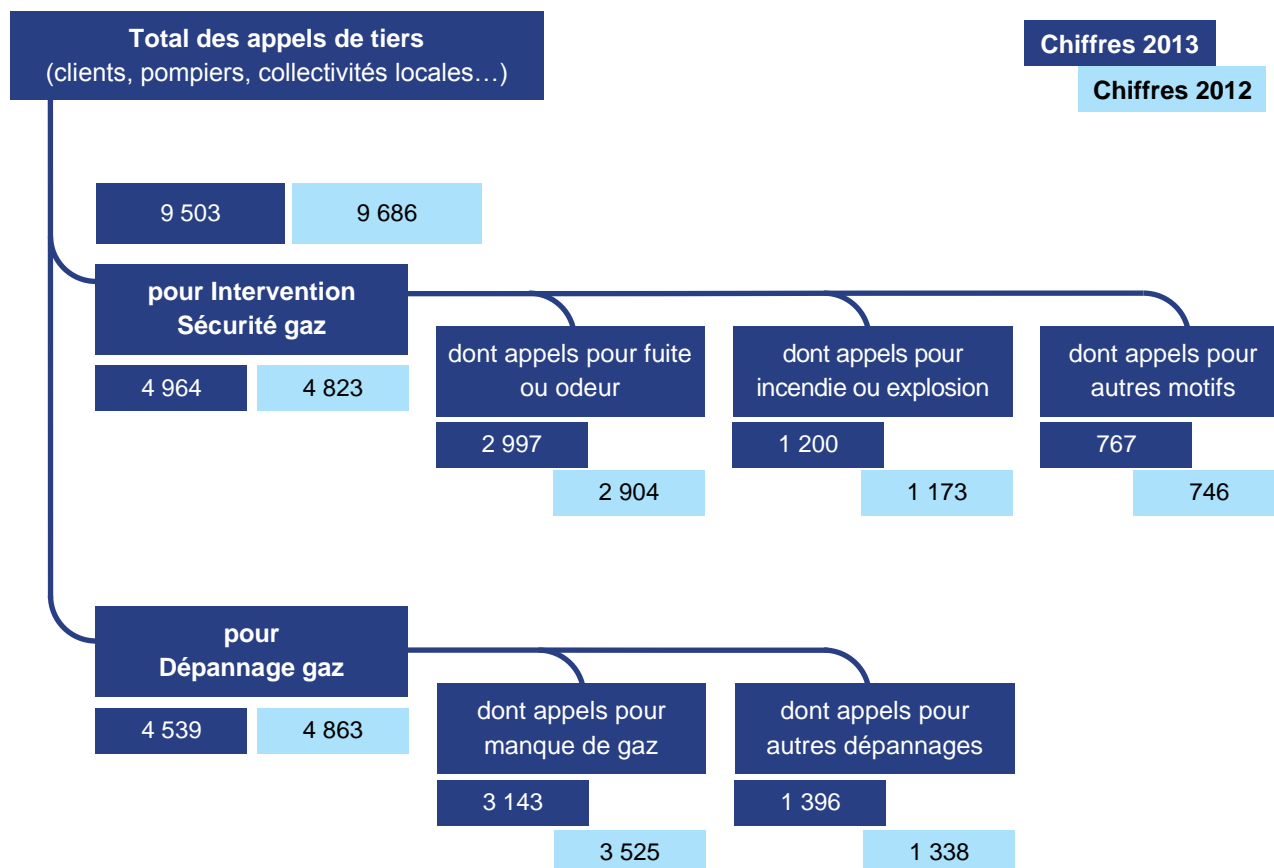 Total des appels de tiers
(clients, pompiers, collectivités locales…)
Chiffres 2013
Chiffres 2012
9 503
9 686
pour Intervention
Sécurité gaz
4 964
4 823
dont appels pour fuite
ou odeur
2 997
2 904
dont appels pour
incendie ou explosion
1 200
1 173
dont appels pour
autres motifs
767
746
pour
Dépannage gaz
4 539
4 863
dont appels pour
manque de gaz
3 143
3 525
dont appels pour
autres dépannages
1 396
1 338